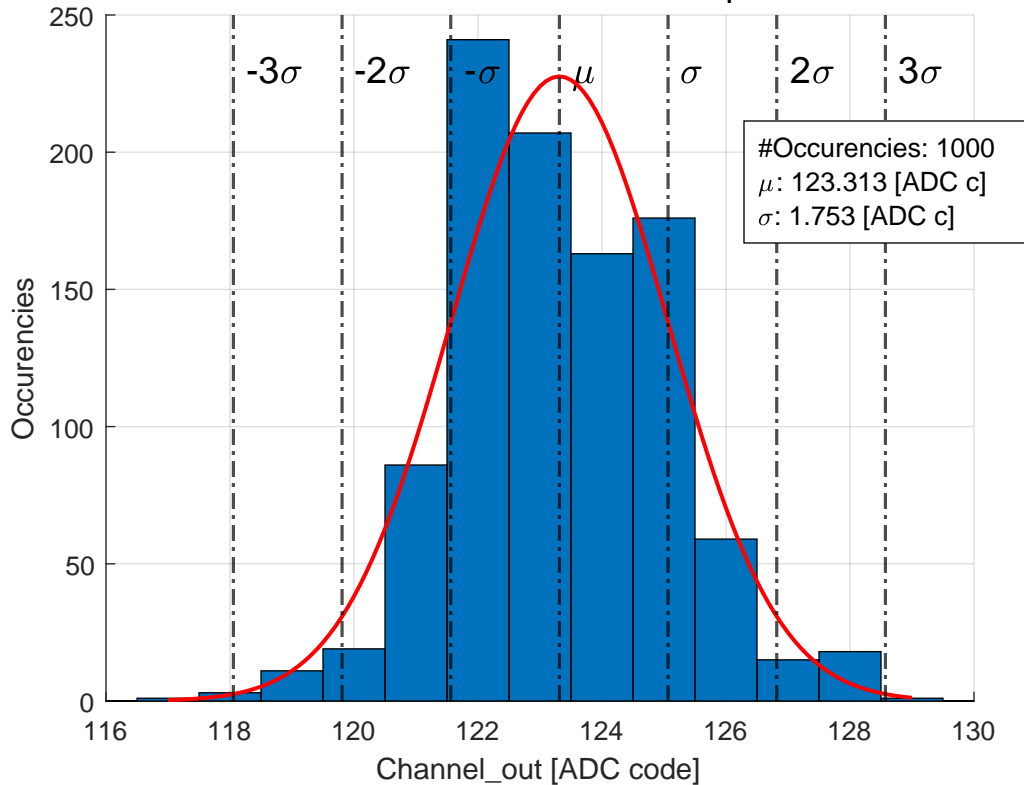 250
200
150
100
50
0
Occurencies
-3σ
-2σ
-σ
μ
σ
2σ
3σ
#Occurencies: 1000
μ: 123.313 [ADC c]
σ: 1.753 [ADC c]
116
118
120
122
124
126
128
130
Channel_out [ADC code]